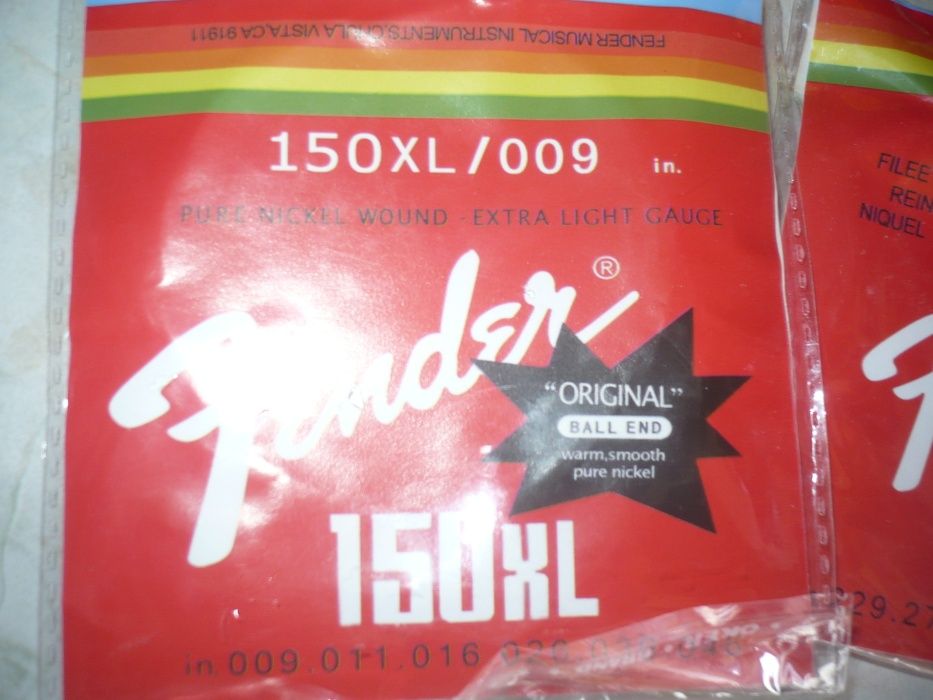 FENDER MUSICAL INSTRUMENTS.CHULA VISTA,CA 91911
150XL/009 in.
PURE NICKEL WOUND - EXTRA LIGHT GAUGE
Fender®
"ORIGINAL"
BALL END
warm,smooth
pure nickel
150XL
in.009.011.016
FILEE
REIN
NIQUEL